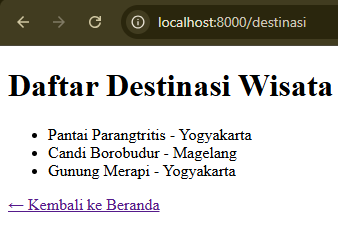 localhost:8000/destinasi
Daftar Destinasi Wisata
• Pantai Parangtritis - Yogyakarta
• Candi Borobudur - Magelang
• Gunung Merapi - Yogyakarta
← Kembali ke Beranda